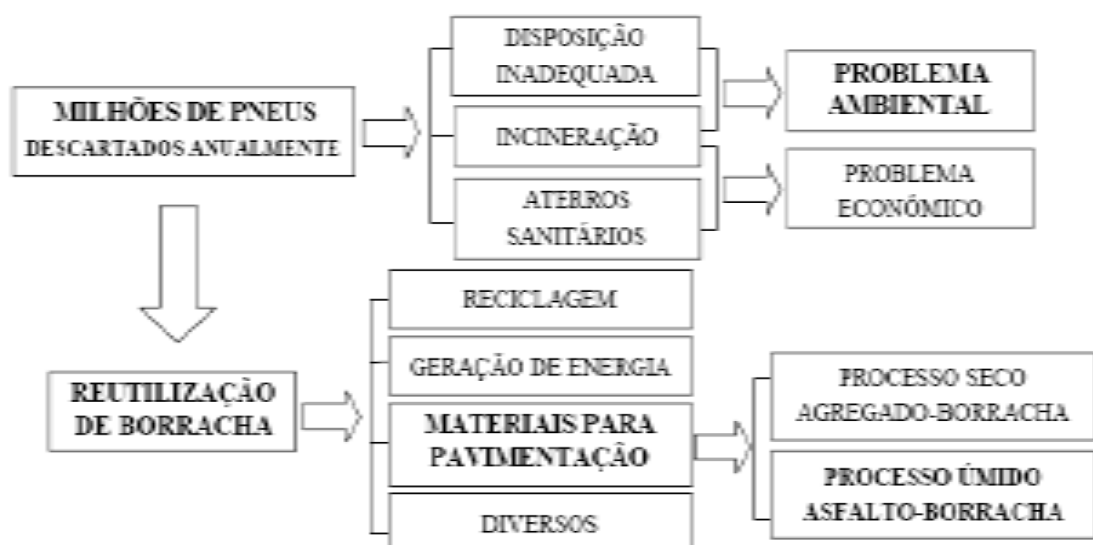 DISPOSIÇÃO
INADEQUADA
PROBLEMA
AMBIENTAL
MILHÕES DE PNEUS
DESCARTADOS ANUALMENTE
INCINERAÇÃO
PROBLEMA
ECONÔMICO
ATERROS
SANITÁRIOS
RECICLAGEM
GERAÇÃO DE ENERGIA
REUTILIZAÇÃO
DE BORRACHA
MATERIAIS PARA
PAVIMENTAÇÃO
PROCESSO SECO
AGREGADO-BORRACHA
PROCESSO ÚMIDO
ASFALTO-BORRACHA
DIVERSOS